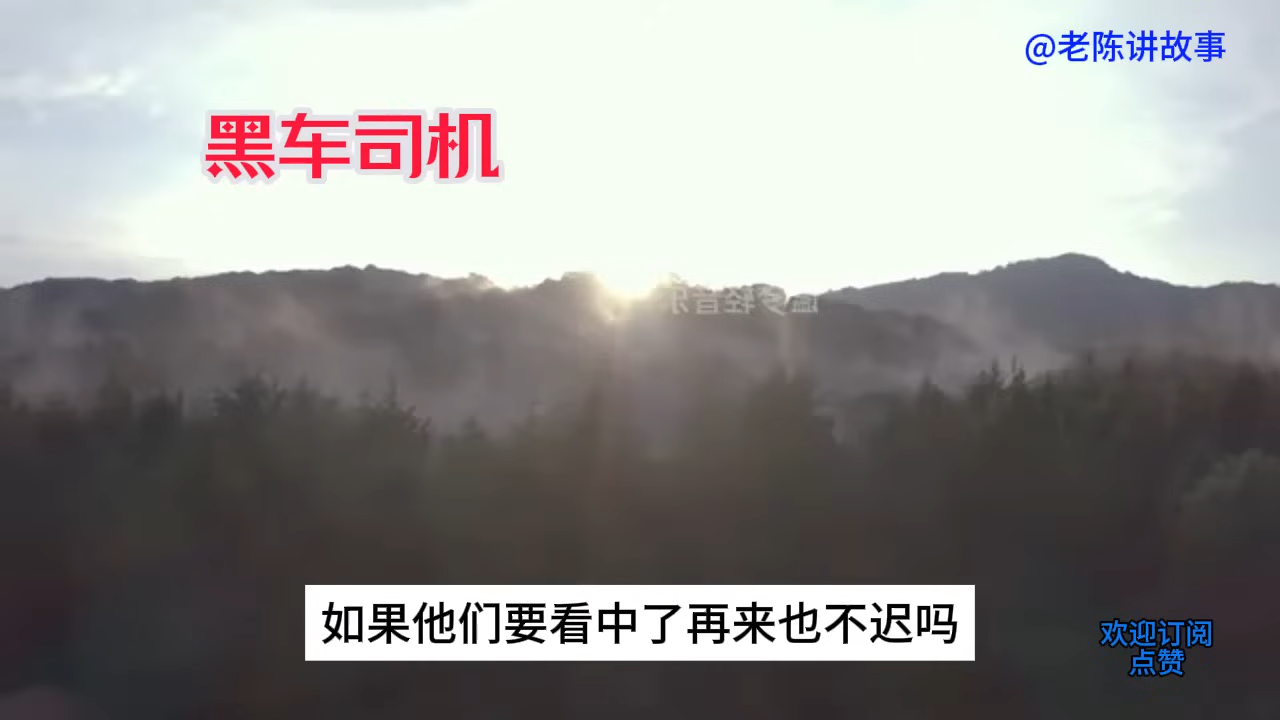 @老陈讲故事
黑车司机
如果他们要看中了再来也不迟吗
欢迎订阅
点赞